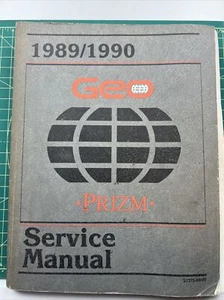 1989/1990
Geo
·PRIZM·
Service
Manual